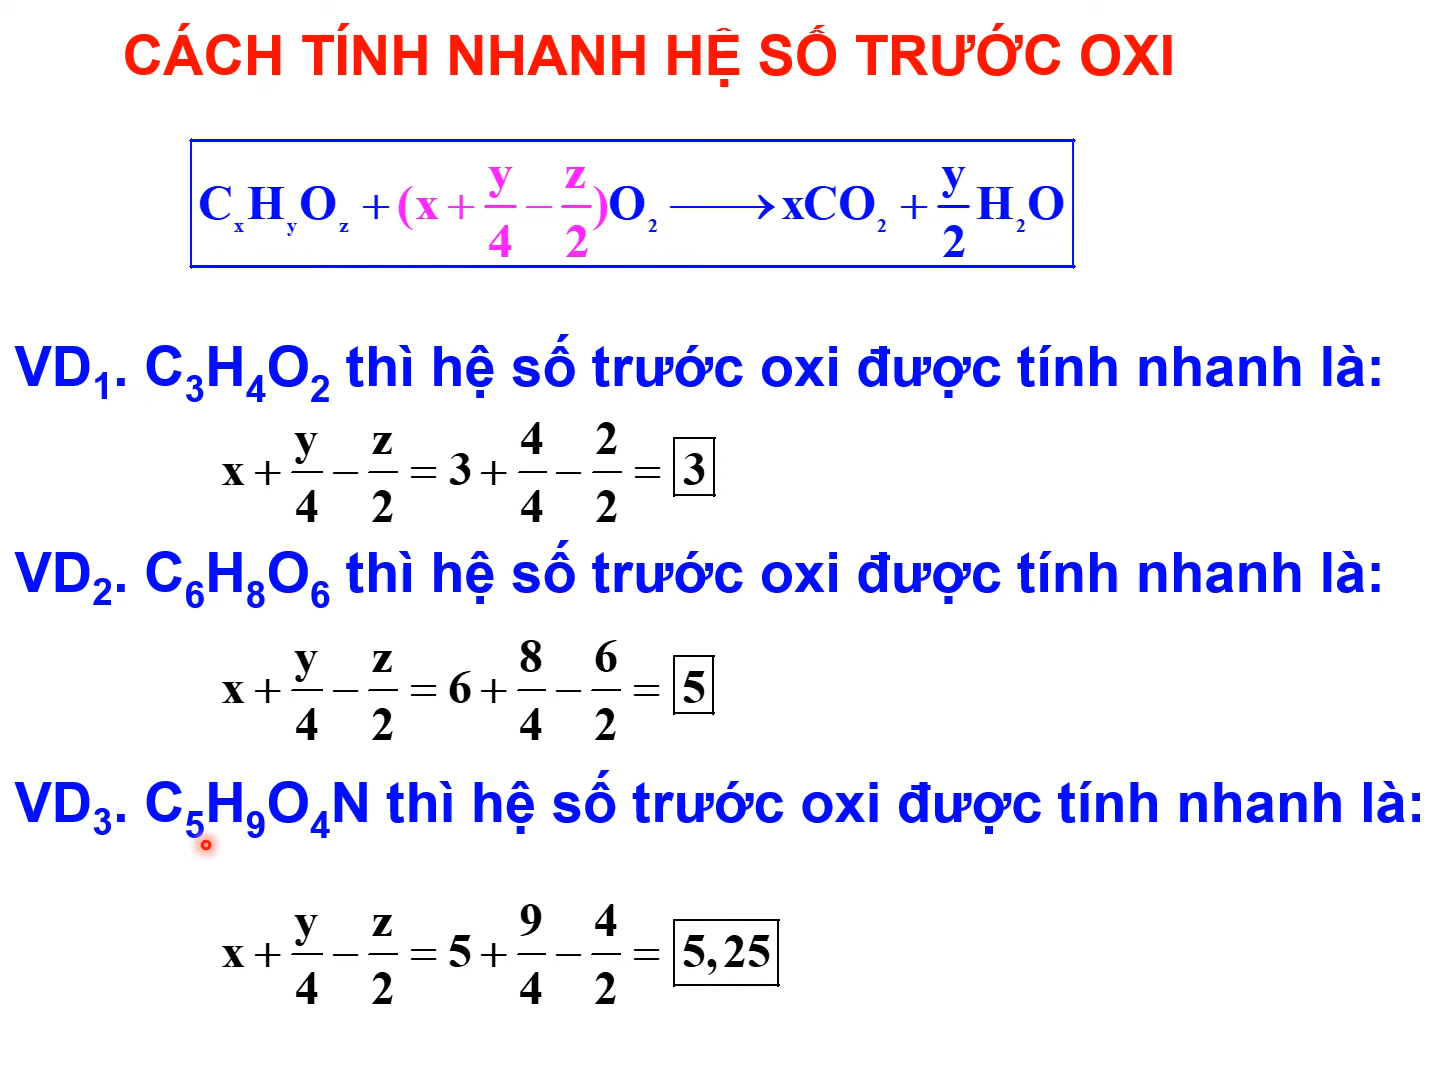 CÁCH TÍNH NHANH HỆ SỐ TRƯỚC OXI
CₓHᵧO_z + (x + y/4 − z/2)O₂ ⟶ xCO₂ + y/2 H₂O
VD₁. C₃H₄O₂ thì hệ số trước oxi được tính nhanh là:
x + y/4 − z/2 = 3 + 4/4 − 2/2 = 3
VD₂. C₆H₈O₆ thì hệ số trước oxi được tính nhanh là:
x + y/4 − z/2 = 6 + 8/4 − 6/2 = 5
VD₃. C₅H₉O₄N thì hệ số trước oxi được tính nhanh là:
x + y/4 − z/2 = 5 + 9/4 − 4/2 = 5,25